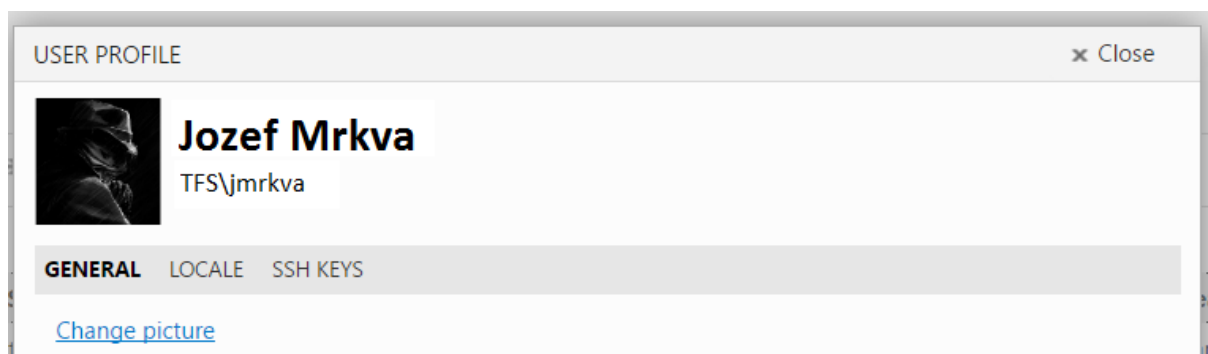 USER PROFILE
× Close
Jozef Mrkva
TFS\jmrkva
GENERAL LOCALE SSH KEYS
Change picture